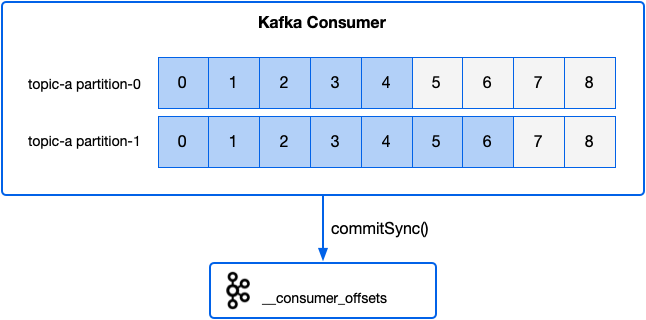 Kafka Consumer
topic-a partition-0 0 1 2 3 4 5 6 7 8
topic-a partition-1 0 1 2 3 4 5 6 7 8
commitSync()
__consumer_offsets